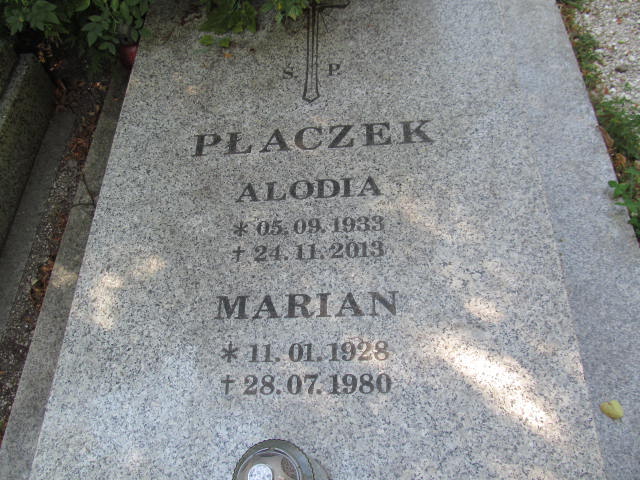 Ś. P.
PŁACZEK
ALODIA
* 05.09.1933
† 24.11.2013
MARIAN
* 11.01.1928
† 28.07.1980